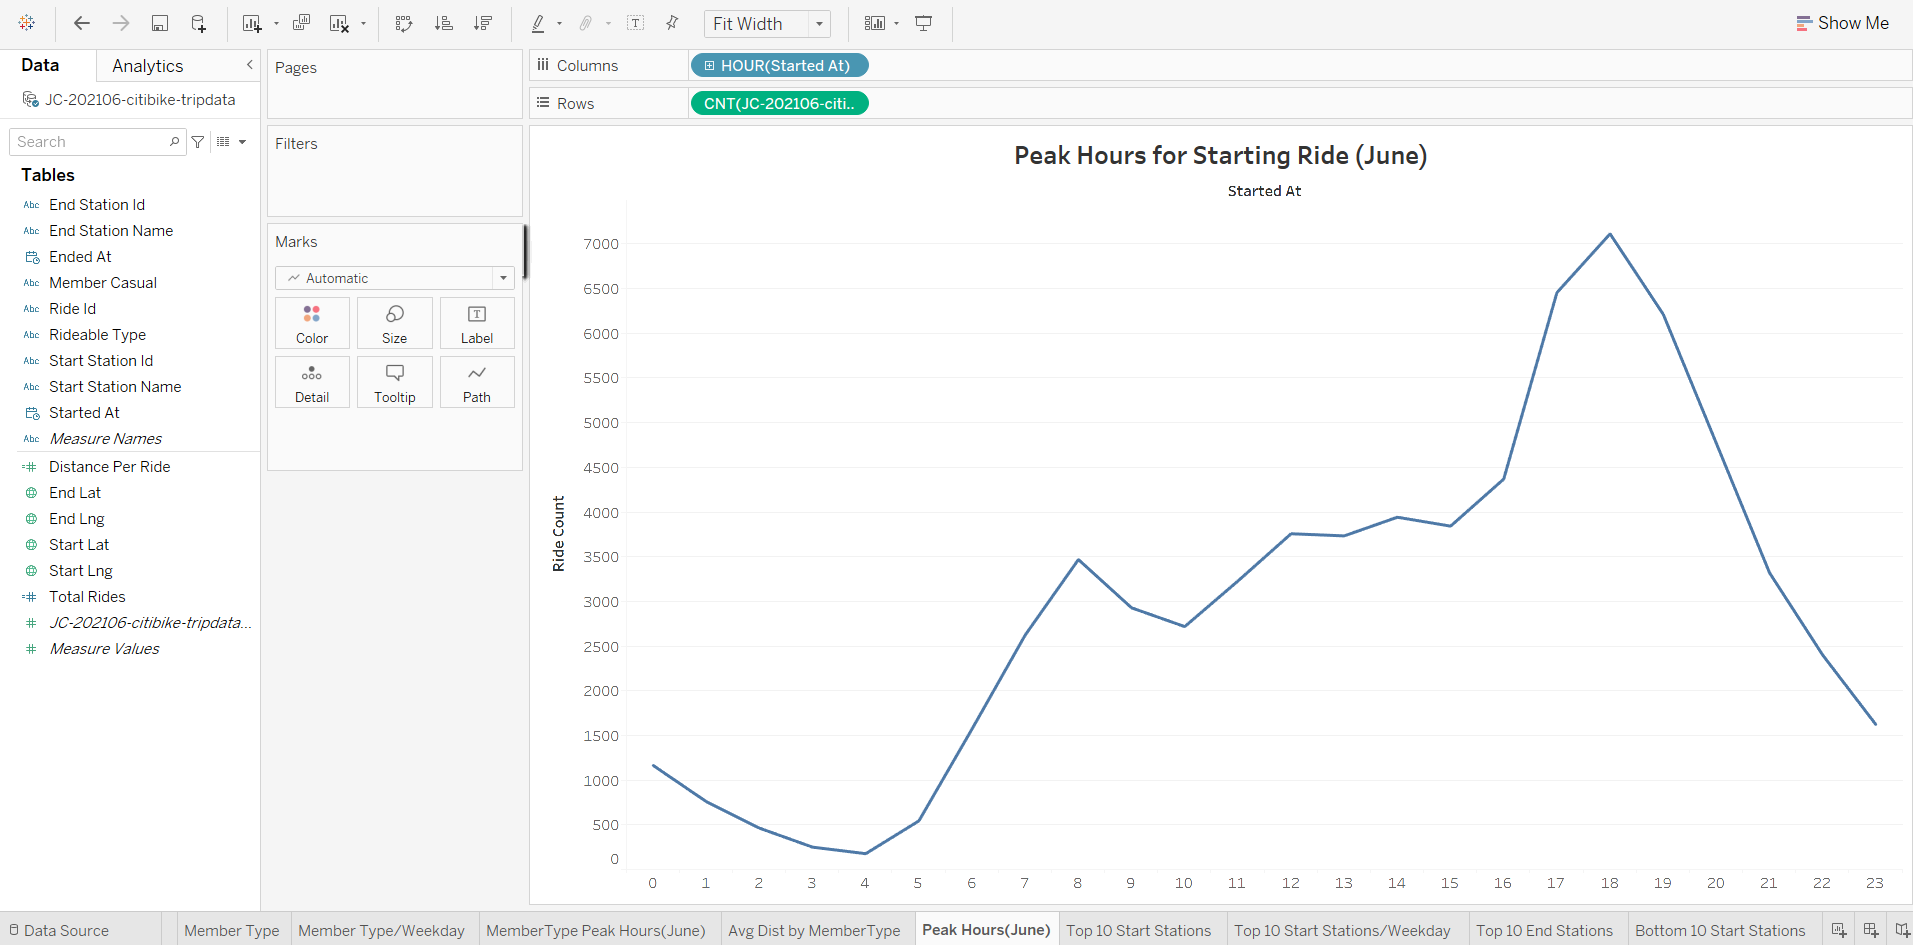 Fit Width
Show Me
Data
Analytics
JC-202106-citibike-tripdata
Search
Tables
Abc End Station Id
Abc End Station Name
Ended At
Abc Member Casual
Abc Ride Id
Abc Rideable Type
Abc Start Station Id
Abc Start Station Name
Started At
Abc Measure Names
=# Distance Per Ride
End Lat
End Lng
Start Lat
Start Lng
=# Total Rides
# JC-202106-citibike-tripdata...
# Measure Values
Pages
Filters
Marks
Automatic
Color
Size
T
Label
Detail
Tooltip
Path
Columns
HOUR(Started At)
Rows
CNT(JC-202106-citi..
Peak Hours for Starting Ride (June)
Started At
Ride Count
7000
6500
6000
5500
5000
4500
4000
3500
3000
2500
2000
1500
1000
500
0
0 1 2 3 4 5 6 7 8 9 10 11 12 13 14 15 16 17 18 19 20 21 22 23
Data Source
Member Type
Member Type/Weekday
MemberType Peak Hours(June)
Avg Dist by MemberType
Peak Hours(June)
Top 10 Start Stations
Top 10 Start Stations/Weekday
Top 10 End Stations
Bottom 10 Start Stations